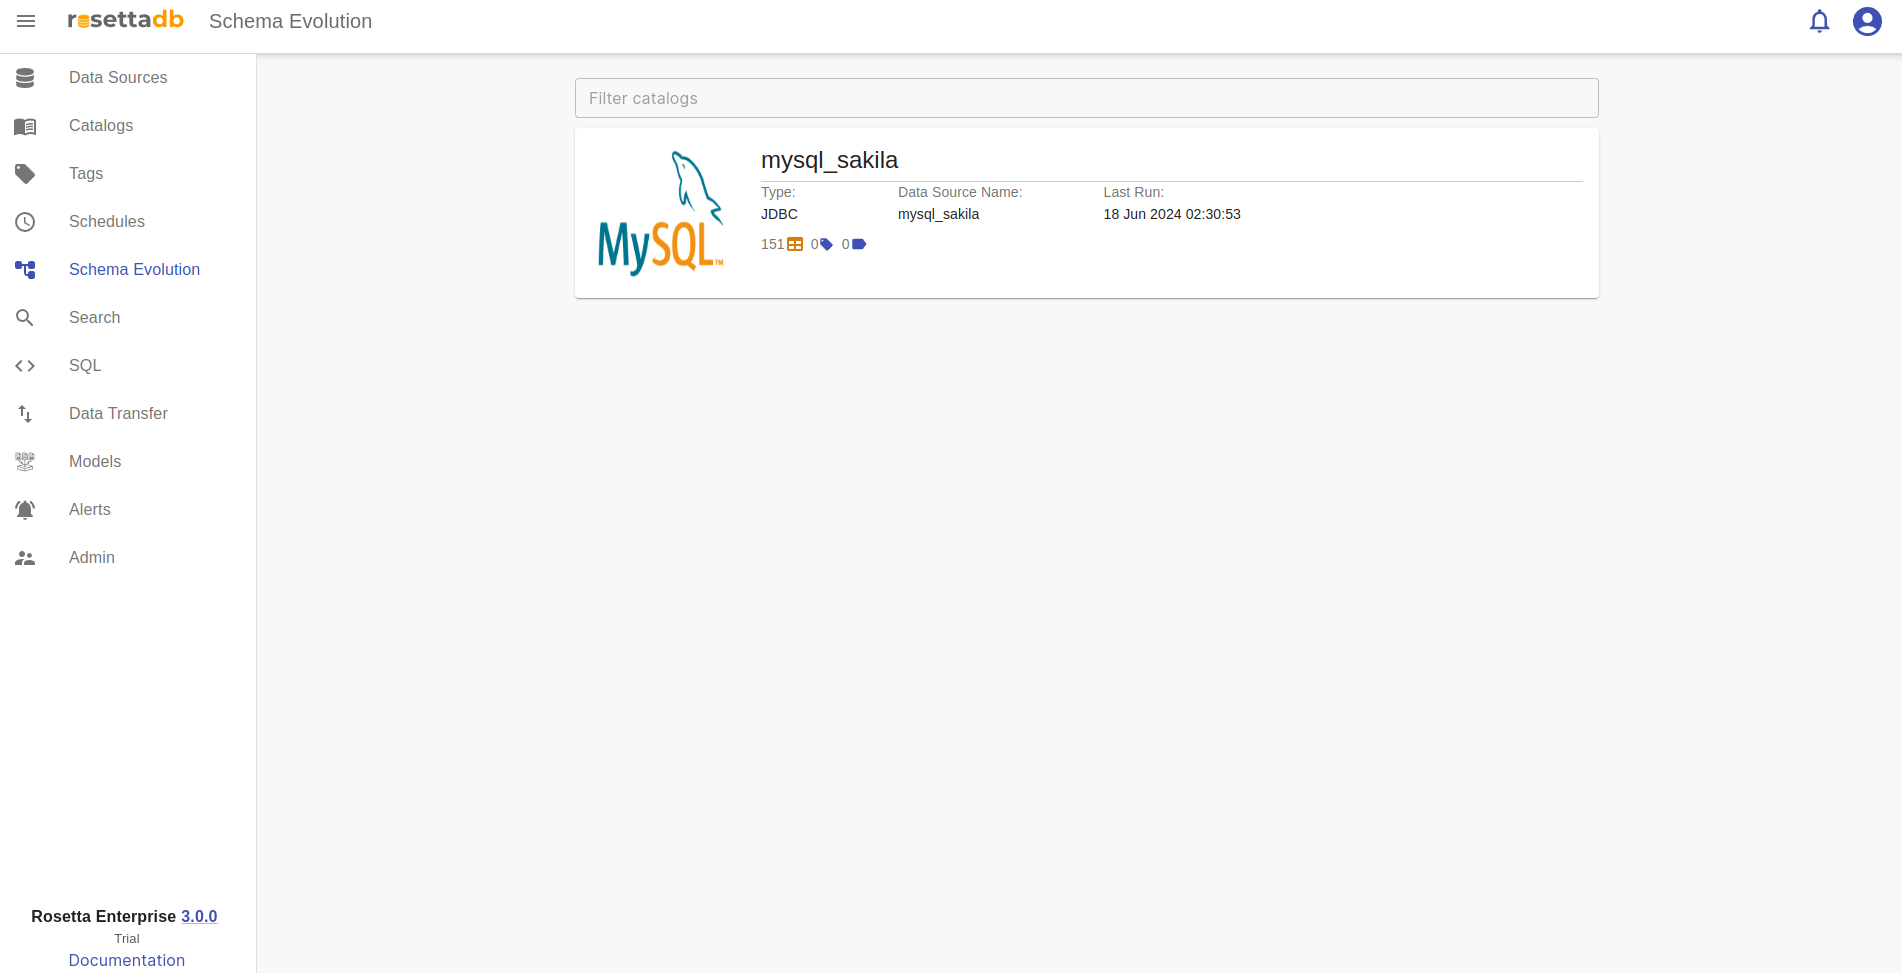 rosettadb Schema Evolution
Data Sources
Catalogs
Tags
Schedules
Schema Evolution
Search
SQL
Data Transfer
Models
Alerts
Admin
Rosetta Enterprise 3.0.0
Trial
Documentation
Filter catalogs
MySQL™
mysql_sakila
Type: Data Source Name: Last Run:
JDBC mysql_sakila 18 Jun 2024 02:30:53
151 0 0